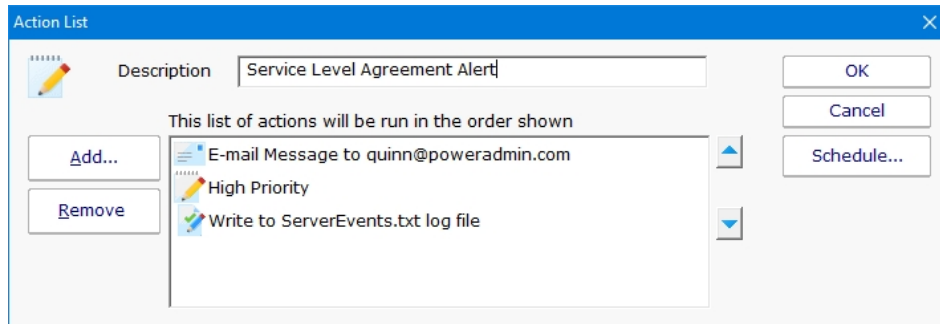 Action List
Description Service Level Agreement Alert
OK
Cancel
Schedule...
This list of actions will be run in the order shown
Add...
Remove
E-mail Message to quinn@poweradmin.com
High Priority
Write to ServerEvents.txt log file